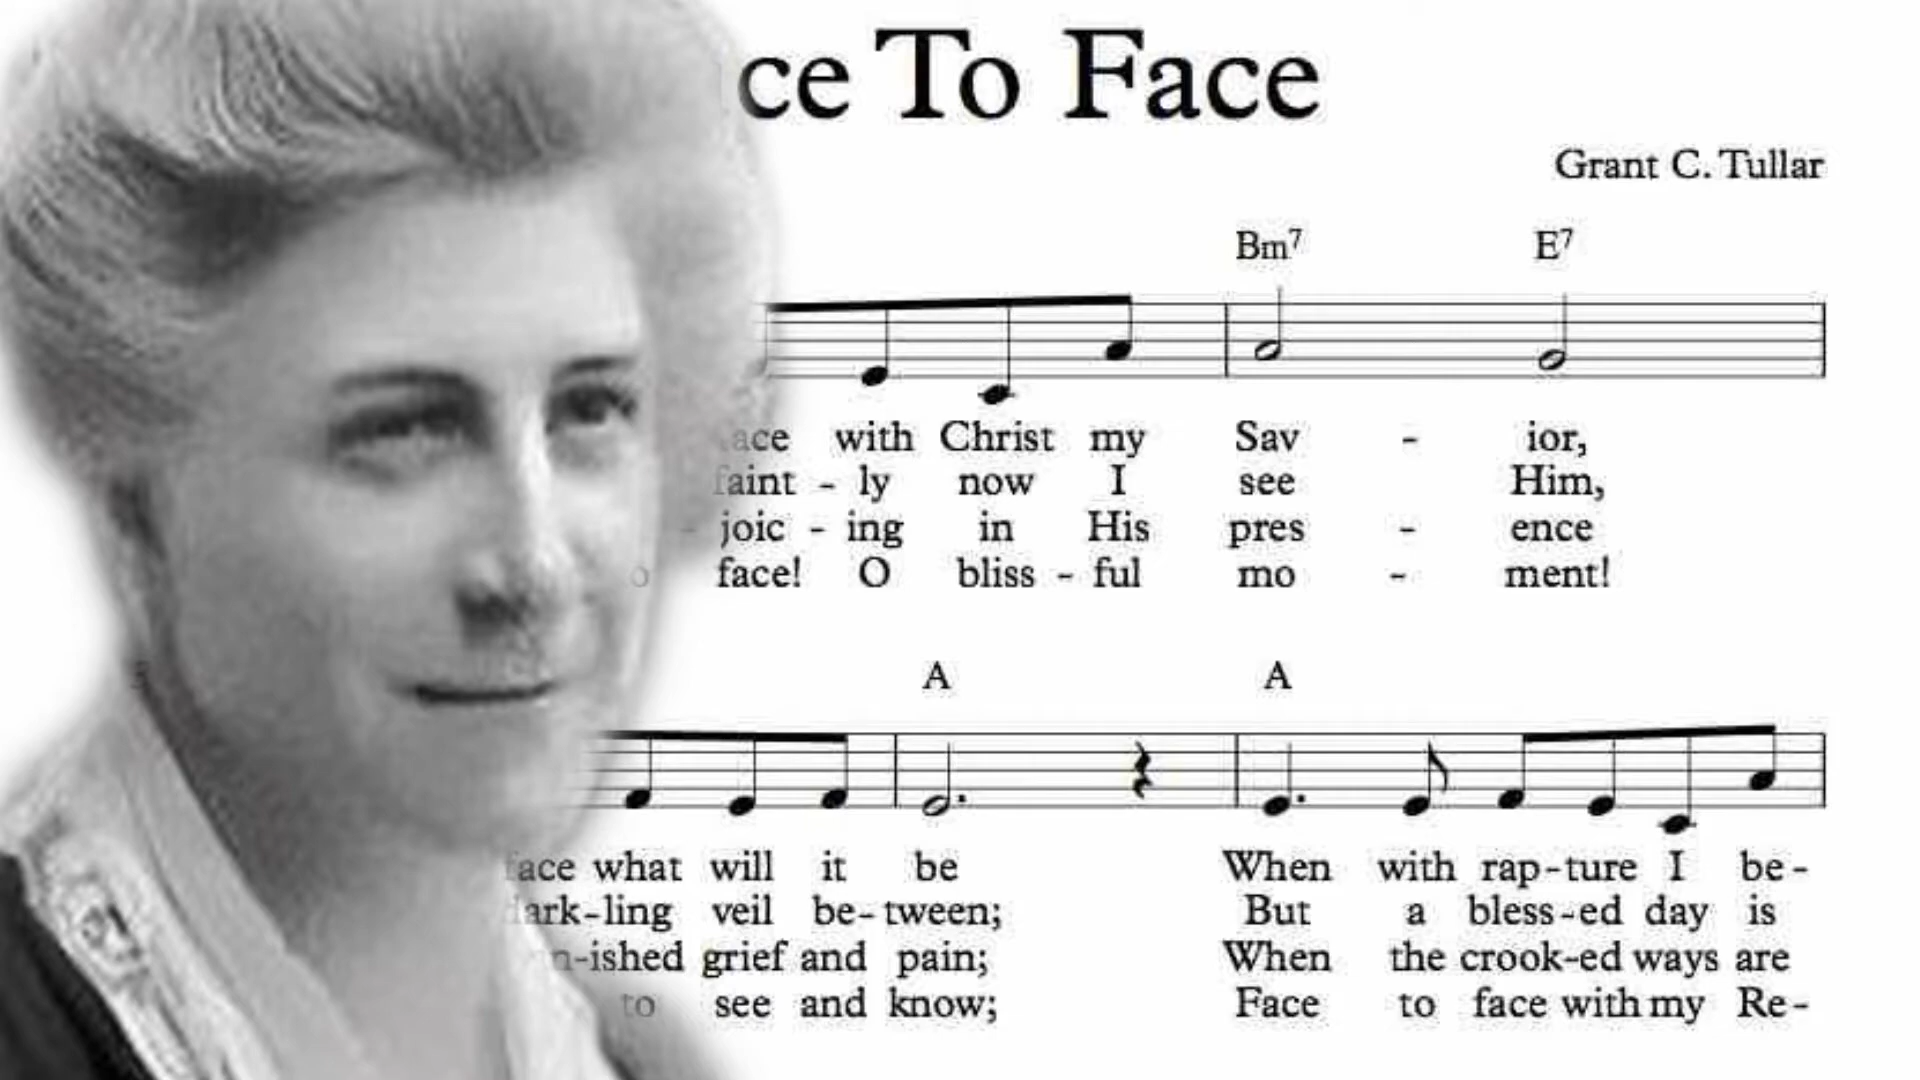 ce To Face
Grant C. Tullar
Bm7 E7
ace with Christ my Sav - ior,
faint - ly now I see Him,
- joic - ing in His pres - ence
o face! O bliss - ful mo - ment!
A A
face what will it be When with rap-ture I be-
ark-ling veil be-tween; But a bless-ed day is
n-ished grief and pain; When the crook-ed ways are
to see and know; Face to face with my Re-